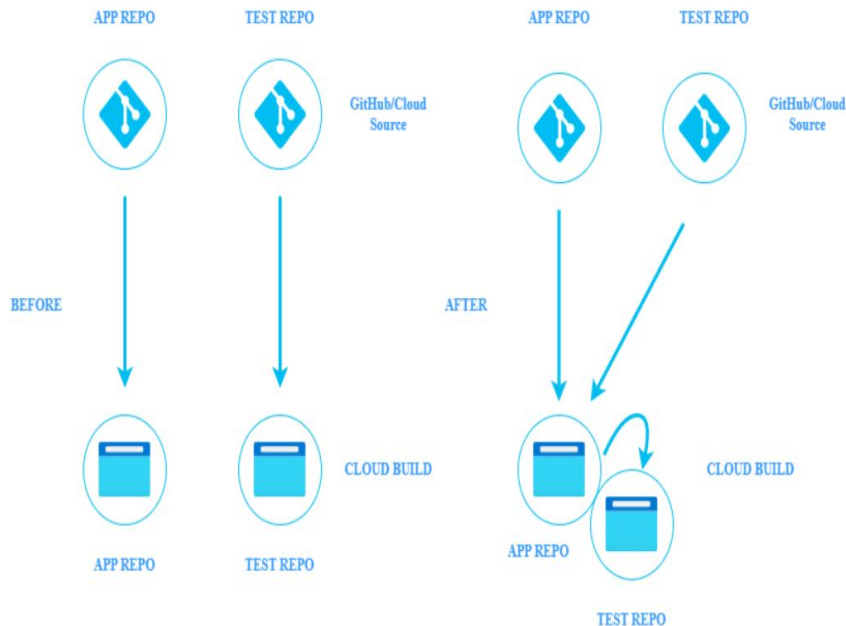 APP REPO
TEST REPO
APP REPO
TEST REPO
GitHub/Cloud
Source
GitHub/Cloud
Source
BEFORE
AFTER
CLOUD BUILD
CLOUD BUILD
APP REPO
TEST REPO
APP REPO
TEST REPO